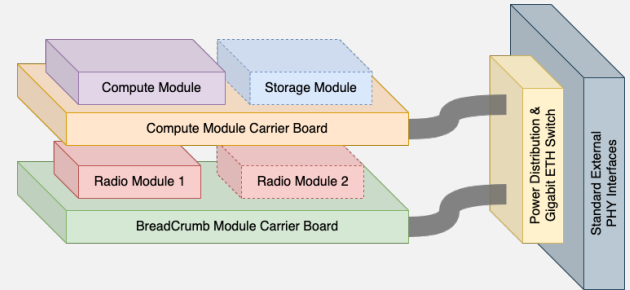 Compute Module
Storage Module
Compute Module Carrier Board
Radio Module 1
Radio Module 2
BreadCrumb Module Carrier Board
Power Distribution &
Gigabit ETH Switch
Standard External
PHY Interfaces